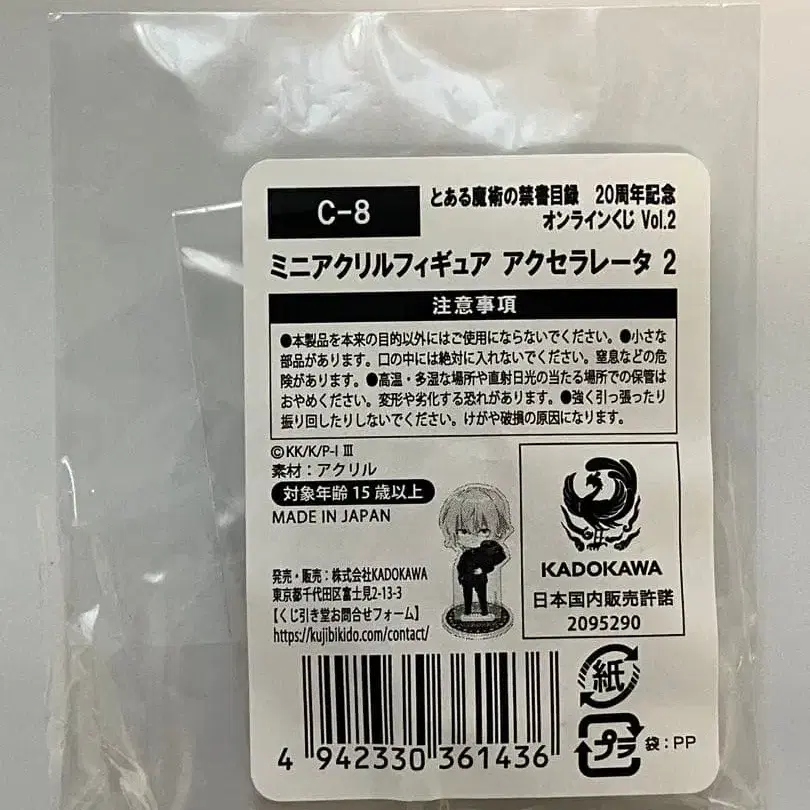 C-8
とある魔術の禁書目録　20周年記念
オンラインくじ Vol.2
ミニアクリルフィギュア アクセラレータ 2
注意事項
●本製品を本来の目的以外にはご使用にならないでください。●小さな
部品があります。口の中には絶対に入れないでください。窒息などの危
険があります。●高温・多湿な場所や直射日光の当たる場所での保管は
おやめください。変形や劣化する恐れがあります。●強く引っ張ったり
振り回したりしないでください。けがや破損の原因になります。
©KK/K/P-I Ⅲ
素材：アクリル
対象年齢 15 歳以上
MADE IN JAPAN
発売・販売：株式会社KADOKAWA
東京都千代田区富士見2-13-3
【くじ引き堂お問合せフォーム】
https://kujibikido.com/contact/
KADOKAWA
日本国内販売許諾
2095290
4 942330 361436
紙
プラ
袋：PP